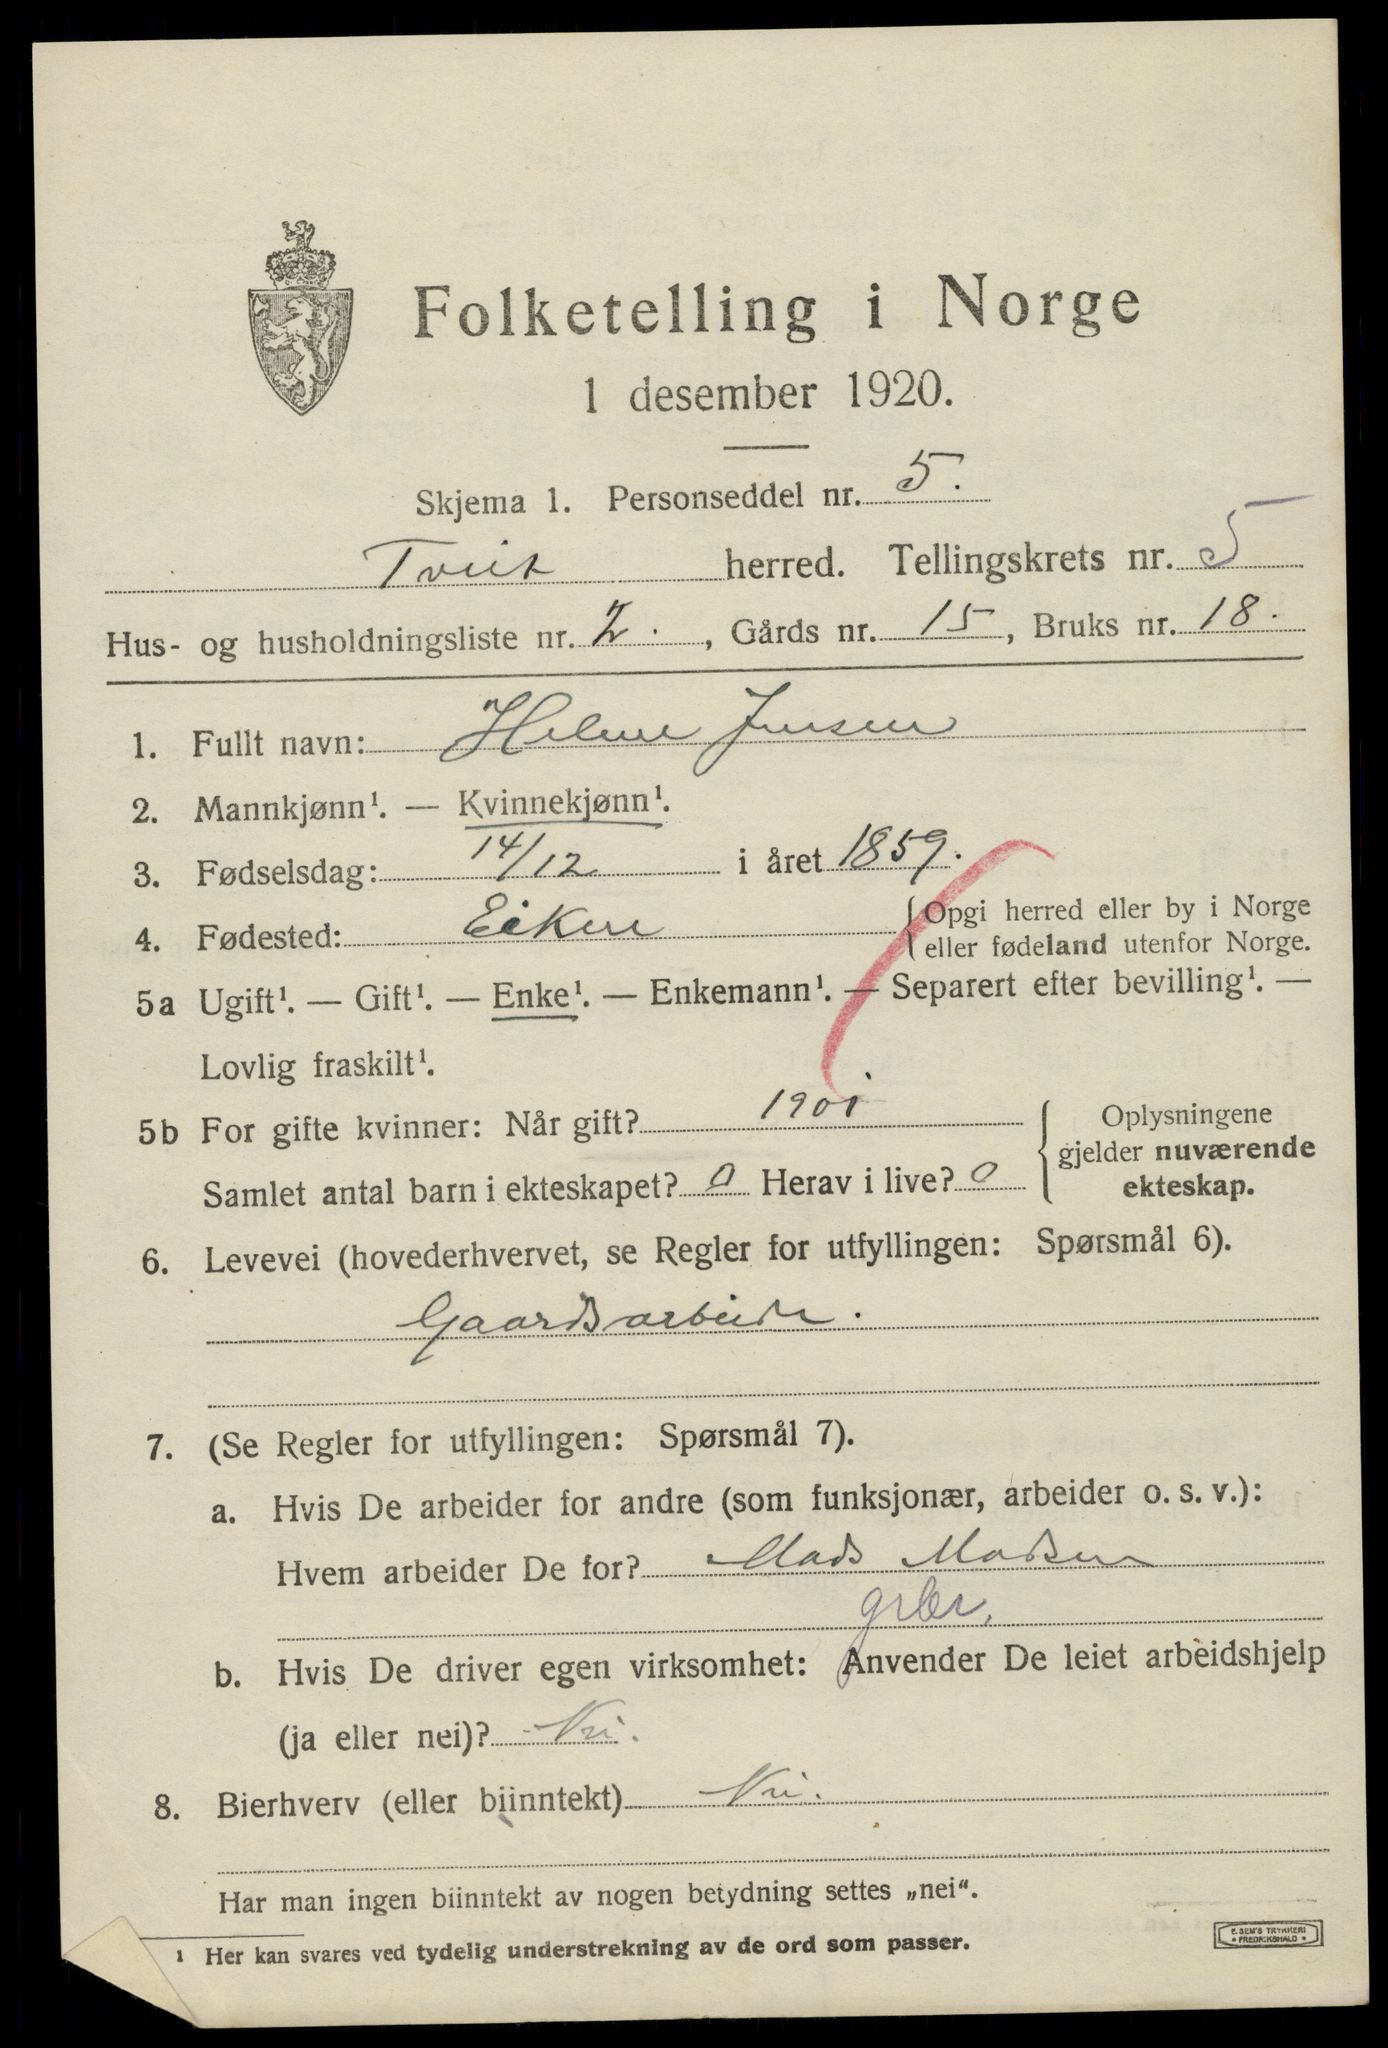 Folketelling i Norge
1 desember 1920.
Skjema 1. Personseddel nr. 5.
Tveit herred. Tellingskrets nr. 5
Hus- og husholdningsliste nr. 2., Gårds nr. 15, Bruks nr. 18.
1. Fullt navn: Helene Jensen
2. Mannkjønn¹. — Kvinnekjønn¹.
3. Fødselsdag: 14/12 i året 1859.
4. Fødested: Eiken { Opgi herred eller by i Norge
eller fødeland utenfor Norge.
5a Ugift¹. — Gift¹. — Enke¹. — Enkemann¹. — Separert efter bevilling¹. —
Lovlig fraskilt¹.
5b For gifte kvinner: Når gift? 1901
Samlet antal barn i ekteskapet? 0 Herav i live? 0
{ Oplysningene
gjelder nuværende
ekteskap.
6. Levevei (hovederhvervet, se Regler for utfyllingen: Spørsmål 6).
Gaardsarbeide.
7. (Se Regler for utfyllingen: Spørsmål 7).
a. Hvis De arbeider for andre (som funksjonær, arbeider o. s. v.):
Hvem arbeider De for? Mads Madsen
grbr.
b. Hvis De driver egen virksomhet: Anvender De leiet arbeidshjelp
(ja eller nei)? Nei.
8. Bierhverv (eller biinntekt) Nei.
Har man ingen biinntekt av nogen betydning settes „nei“.
¹ Her kan svares ved tydelig understrekning av de ord som passer.
E. SEM'S TRYKKERI
• FREDRIKSHALD •